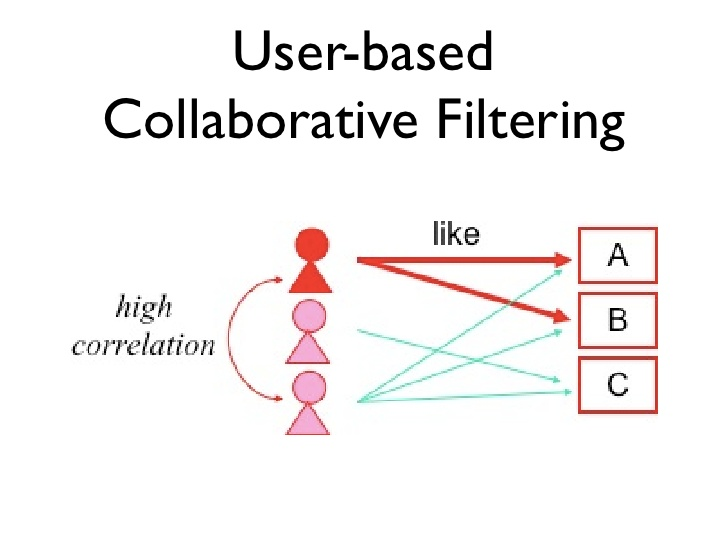 User-based
Collaborative Filtering
like
high
correlation
A
B
C